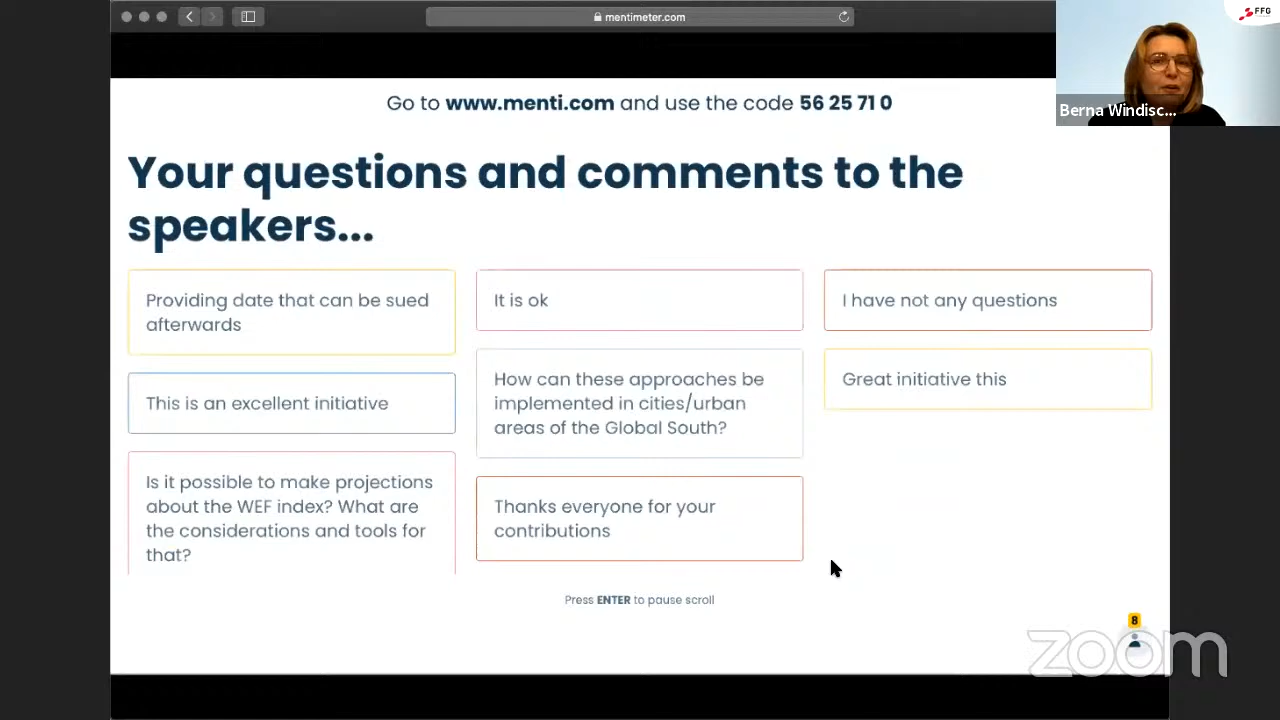 mentimeter.com
FFG
Berna Windisc...
Go to www.menti.com and use the code 56 25 71 0
Your questions and comments to the
speakers...
Providing date that can be sued
afterwards
This is an excellent initiative
Is it possible to make projections
about the WEF index? What are
the considerations and tools for
that?
It is ok
How can these approaches be
implemented in cities/urban
areas of the Global South?
Thanks everyone for your
contributions
I have not any questions
Great initiative this
Press ENTER to pause scroll
8
zoom